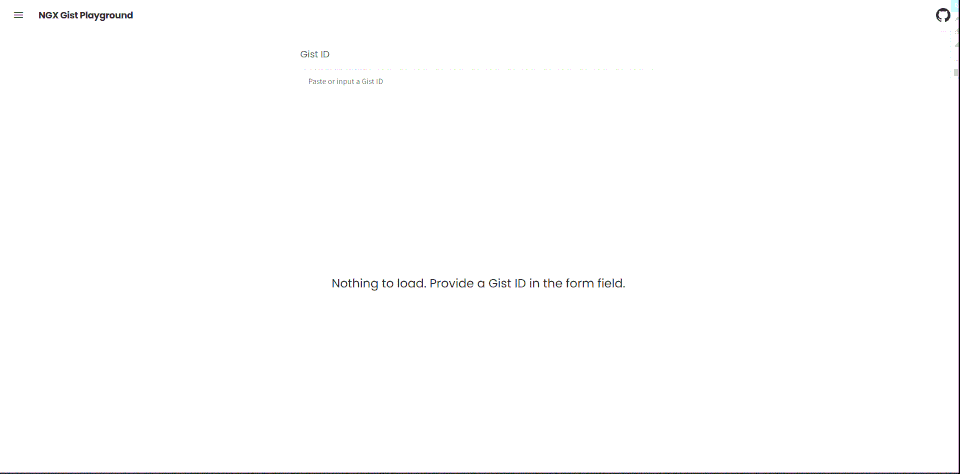 NGX Gist Playground
Gist ID
Paste or input a Gist ID
Nothing to load. Provide a Gist ID in the form field.